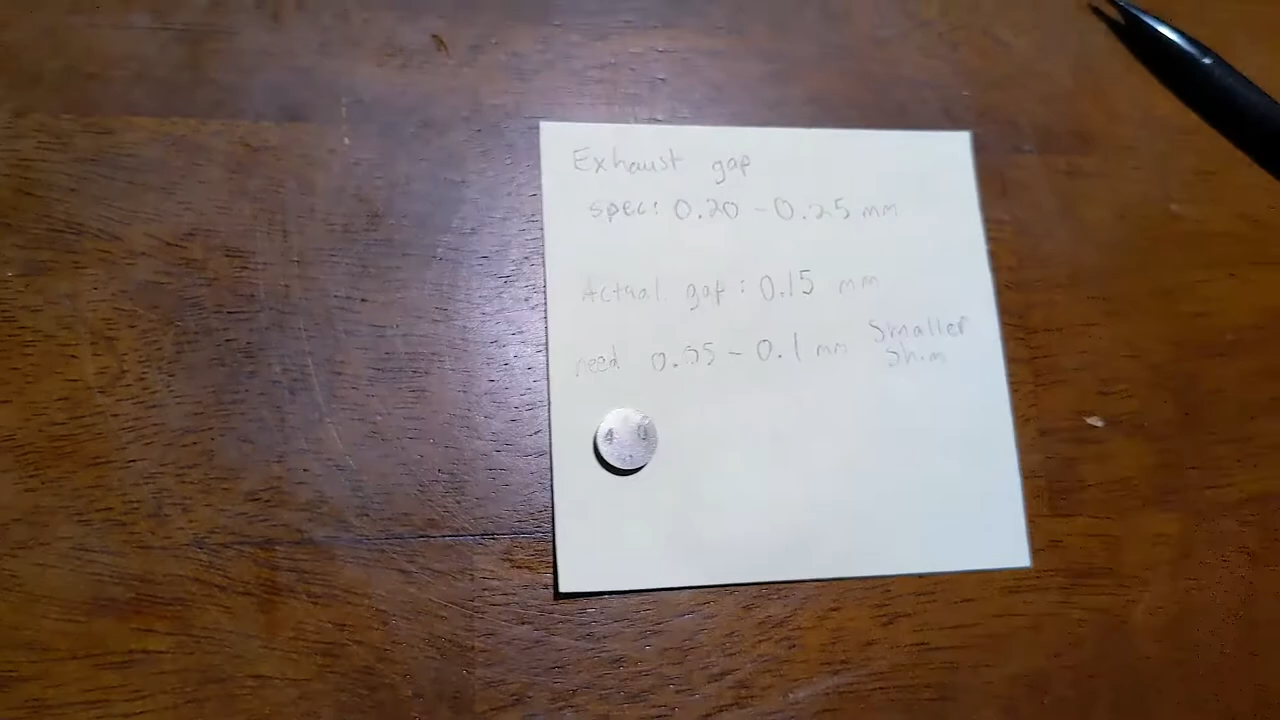 Exhaust gap
spec: 0.20 - 0.25 mm
Actual gap: 0.15 mm
need 0.05 - 0.1 mm Smaller
Shim